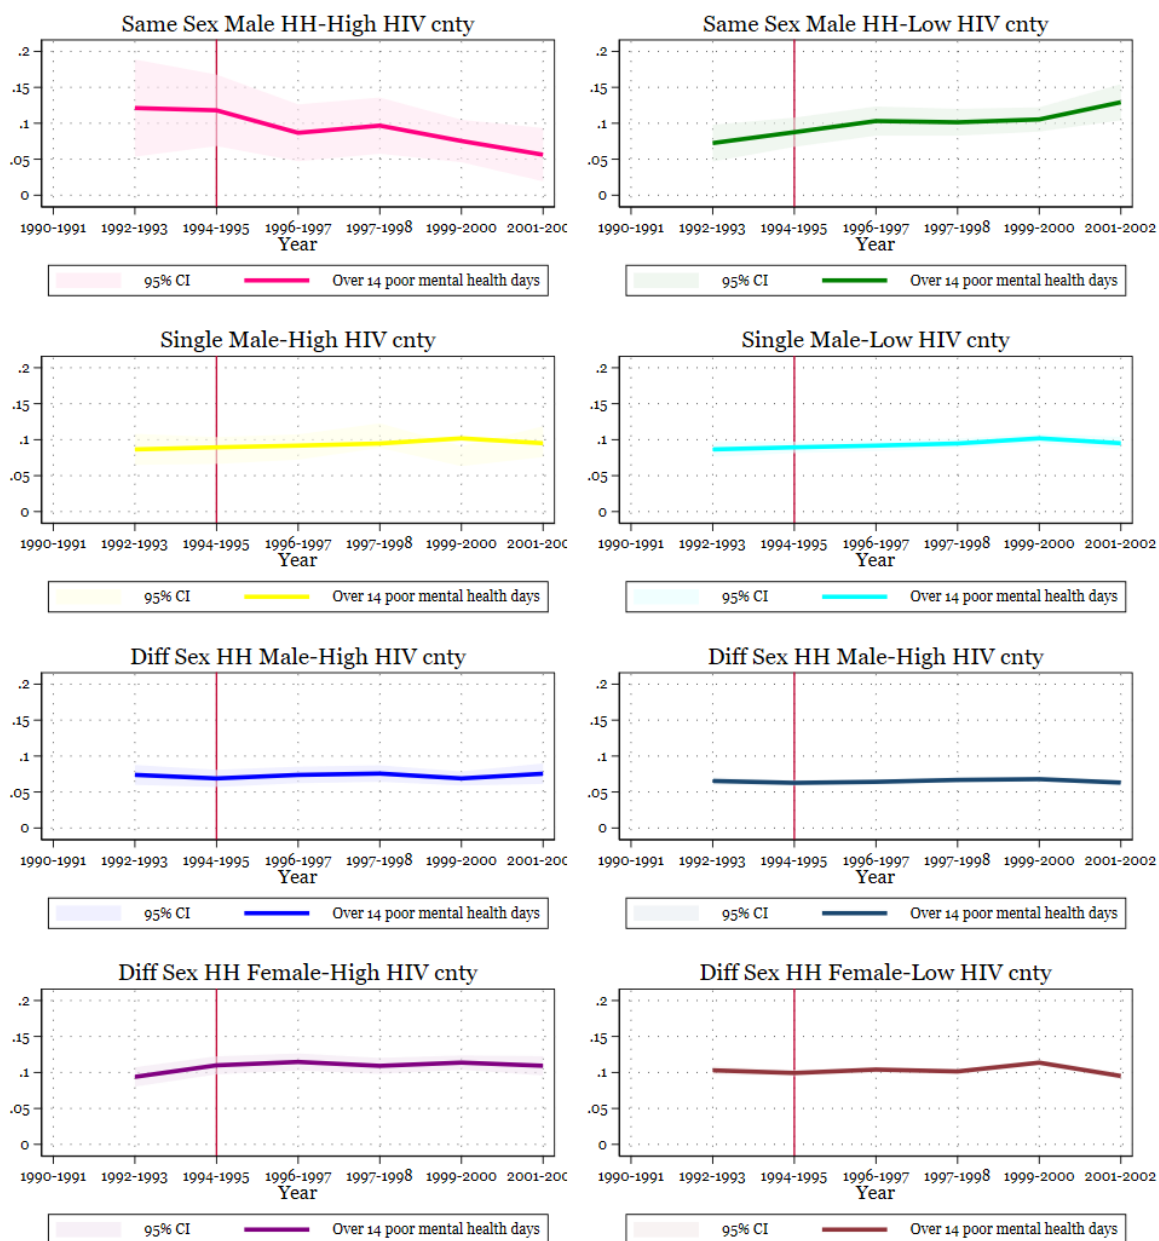 Same Sex Male HH-High HIV cnty
.2
.15
.1
.05
0
1990-1991 1992-1993 1994-1995 1996-1997 1997-1998 1999-2000 2001-200
Year
95% CI Over 14 poor mental health days
Same Sex Male HH-Low HIV cnty
.2
.15
.1
.05
0
1990-1991 1992-1993 1994-1995 1996-1997 1997-1998 1999-2000 2001-2002
Year
95% CI Over 14 poor mental health days
Single Male-High HIV cnty
.2
.15
.1
.05
0
1990-1991 1992-1993 1994-1995 1996-1997 1997-1998 1999-2000 2001-200
Year
95% CI Over 14 poor mental health days
Single Male-Low HIV cnty
.2
.15
.1
.05
0
1990-1991 1992-1993 1994-1995 1996-1997 1997-1998 1999-2000 2001-2002
Year
95% CI Over 14 poor mental health days
Diff Sex HH Male-High HIV cnty
.2
.15
.1
.05
0
1990-1991 1992-1993 1994-1995 1996-1997 1997-1998 1999-2000 2001-200
Year
95% CI Over 14 poor mental health days
Diff Sex HH Male-High HIV cnty
.2
.15
.1
.05
0
1990-1991 1992-1993 1994-1995 1996-1997 1997-1998 1999-2000 2001-2002
Year
95% CI Over 14 poor mental health days
Diff Sex HH Female-High HIV cnty
.2
.15
.1
.05
0
1990-1991 1992-1993 1994-1995 1996-1997 1997-1998 1999-2000 2001-200
Year
95% CI Over 14 poor mental health days
Diff Sex HH Female-Low HIV cnty
.2
.15
.1
.05
0
1990-1991 1992-1993 1994-1995 1996-1997 1997-1998 1999-2000 2001-2002
Year
95% CI Over 14 poor mental health days